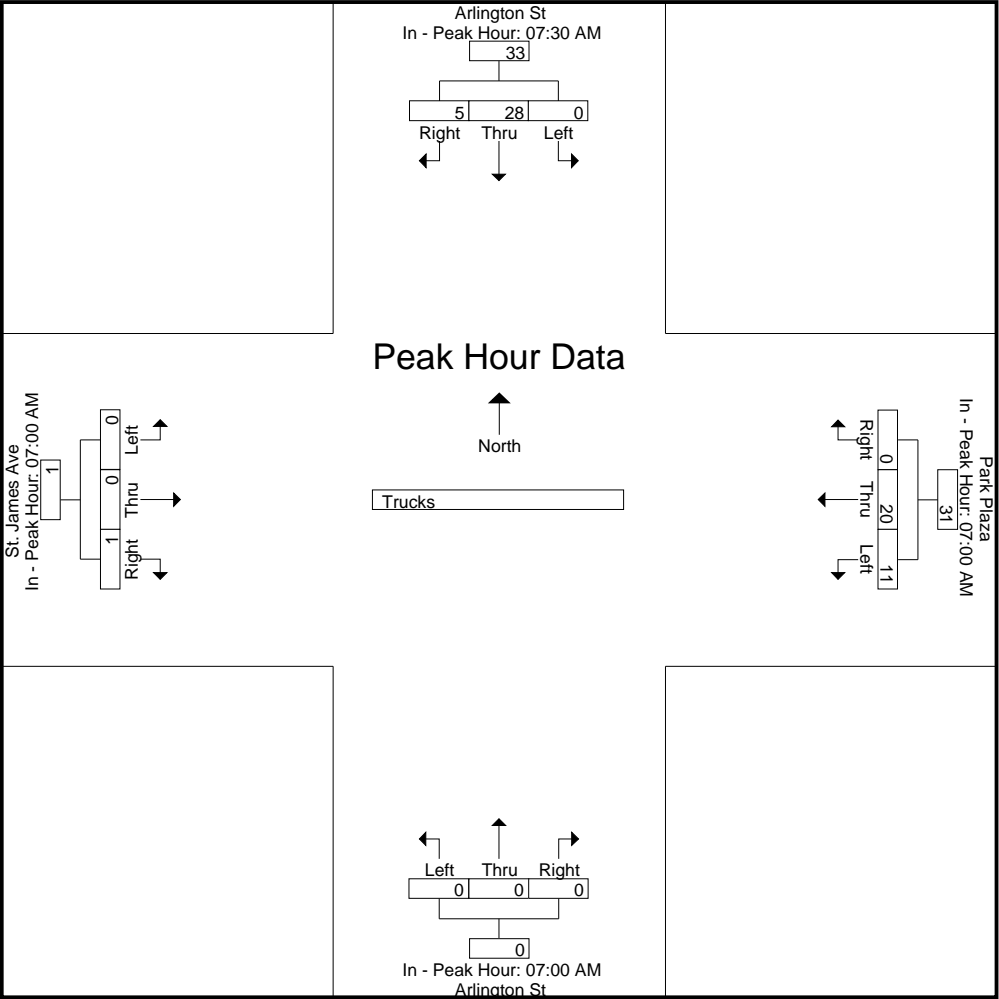 Arlington St
In - Peak Hour: 07:30 AM
33
5 28 0
Right Thru Left
Peak Hour Data
North
Trucks
St. James Ave
In - Peak Hour: 07:00 AM
1
0 0 1
Left Thru Right
Park Plaza
In - Peak Hour: 07:00 AM
31
0 20 11
Right Thru Left
Left Thru Right
0 0 0
0
In - Peak Hour: 07:00 AM
Arlington St